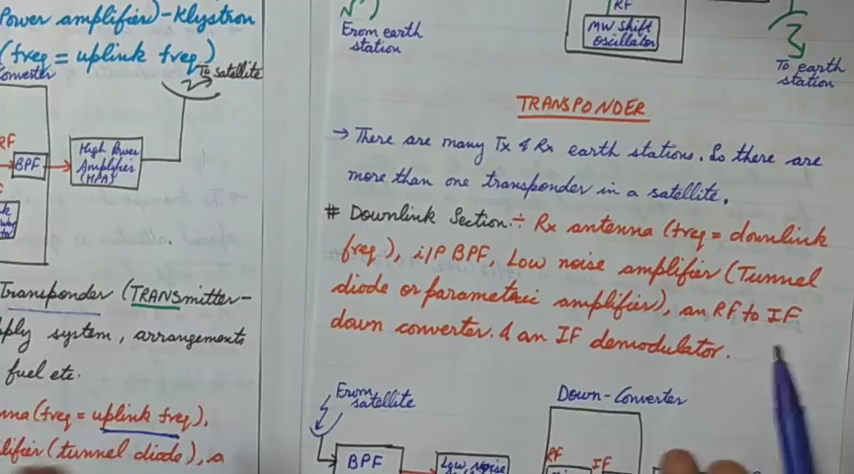 Power amplifier)-Klystron
(freq = uplink freq)
To satellite
RF
BPF
High Power
Amplifier
(HPA)
Transponder (TRANSmitter-
system, arrangements
fuel etc.
(freq = uplink freq),
(tunnel diode), a
From earth
station
RF
MW Shift
Oscillator
To earth
station
TRANSPONDER
→ There are many Tx & Rx earth stations. So there are
more than one transponder in a satellite.
# Downlink Section ÷ Rx antenna (freq = downlink
freq), i/P BPF, Low noise amplifier (Tunnel
diode or parametric amplifier), an RF to IF
down converter. & an IF demodulator.
From
satellite
Down-Converter
BPF
Low Noise
RF
IF